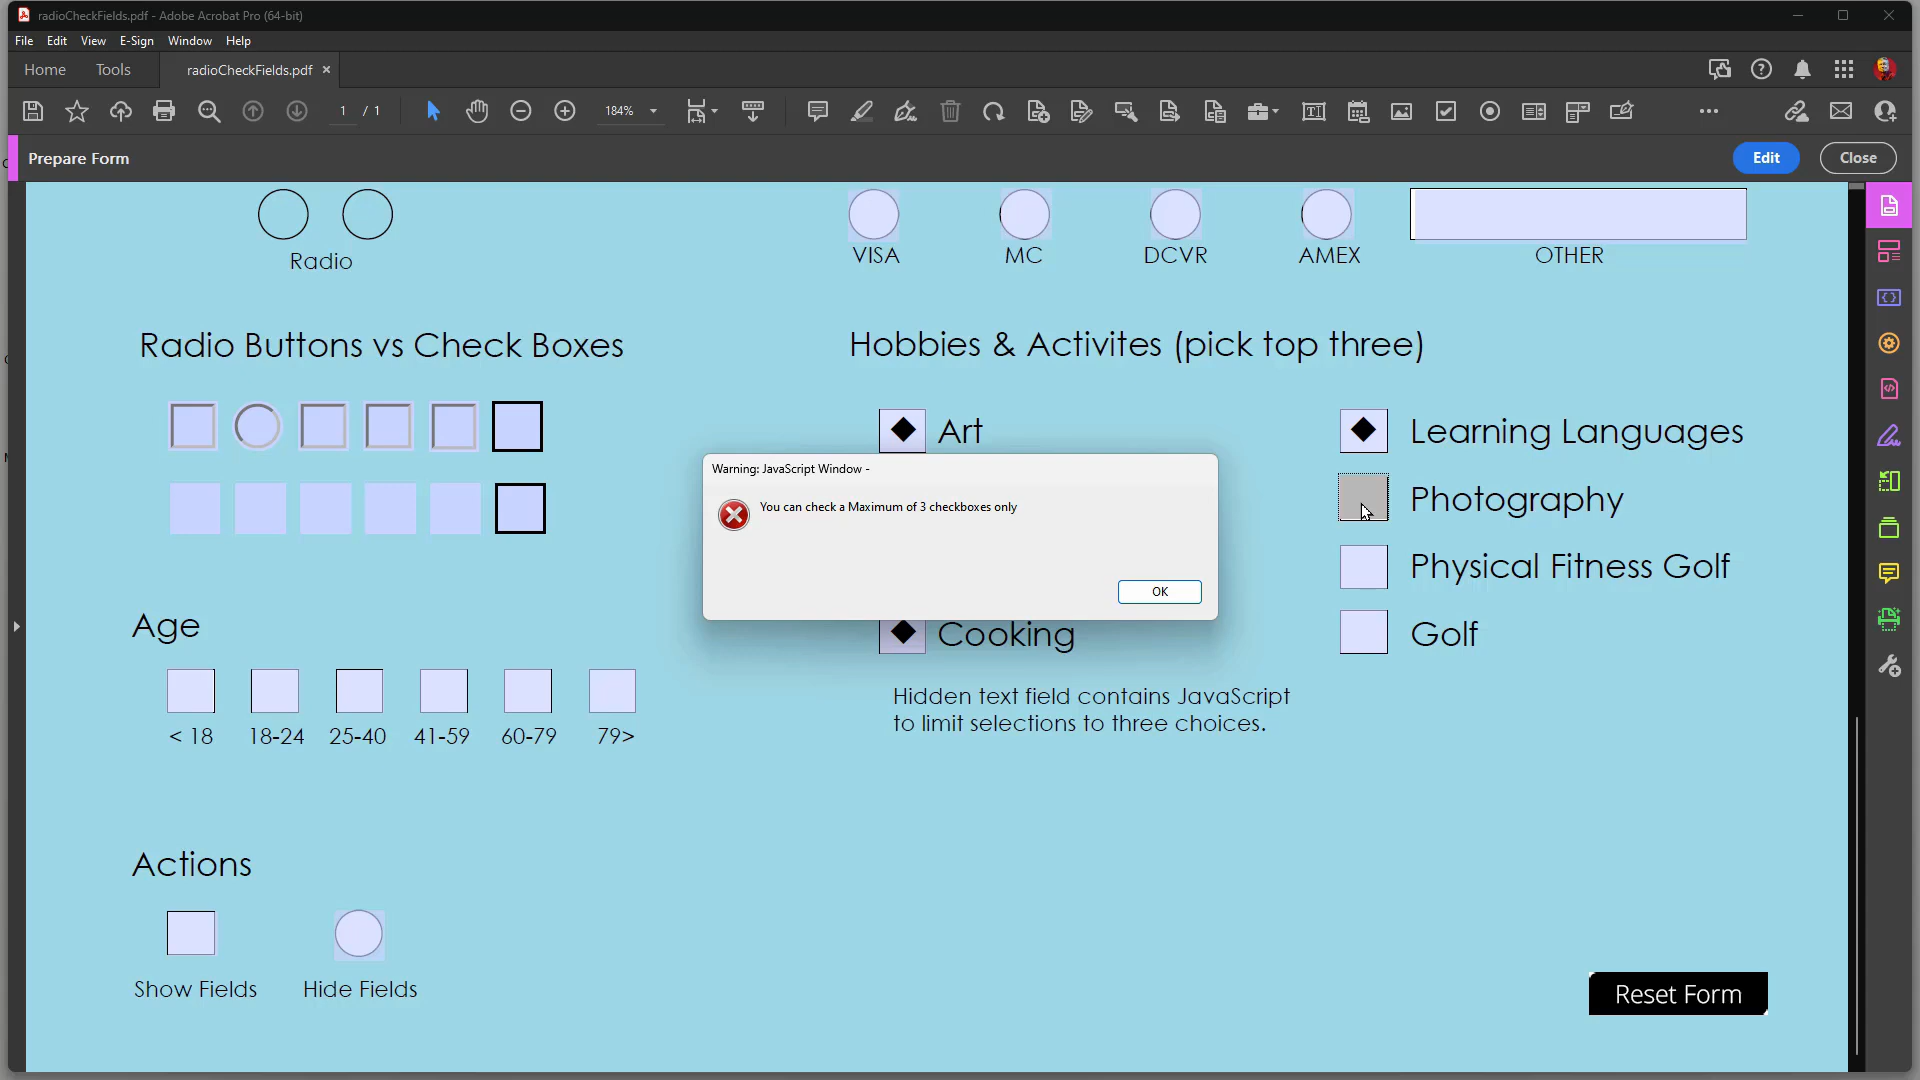 radioCheckFields.pdf - Adobe Acrobat Pro (64-bit)
File Edit View E-Sign Window Help
Home Tools radioCheckFields.pdf ×
1 / 1 184%
Prepare Form Edit Close
Radio
VISA MC DCVR AMEX OTHER
Radio Buttons vs Check Boxes
Hobbies & Activites (pick top three)
Art
Learning Languages
Warning: JavaScript Window -
You can check a Maximum of 3 checkboxes only
OK
Photography
Physical Fitness Golf
Cooking
Golf
Hidden text field contains JavaScript
to limit selections to three choices.
Age
< 18 18-24 25-40 41-59 60-79 79>
Actions
Show Fields Hide Fields
Reset Form